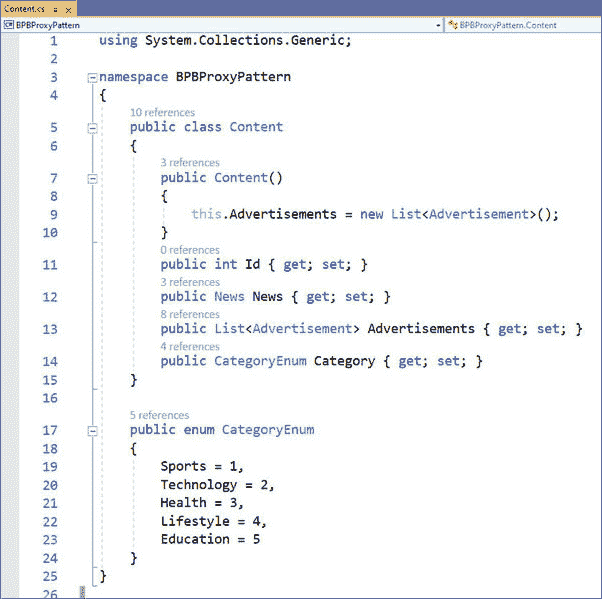 Content.cs
BPBProxyPattern BPBProxyPattern.Content
1 using System.Collections.Generic;
2
3 namespace BPBProxyPattern
4 {
10 references
5 public class Content
6 {
3 references
7 public Content()
8 {
9 this.Advertisements = new List<Advertisement>();
10 }
0 references
11 public int Id { get; set; }
3 references
12 public News News { get; set; }
8 references
13 public List<Advertisement> Advertisements { get; set; }
4 references
14 public CategoryEnum Category { get; set; }
15 }
16
5 references
17 public enum CategoryEnum
18 {
19 Sports = 1,
20 Technology = 2,
21 Health = 3,
22 Lifestyle = 4,
23 Education = 5
24 }
25 }
26